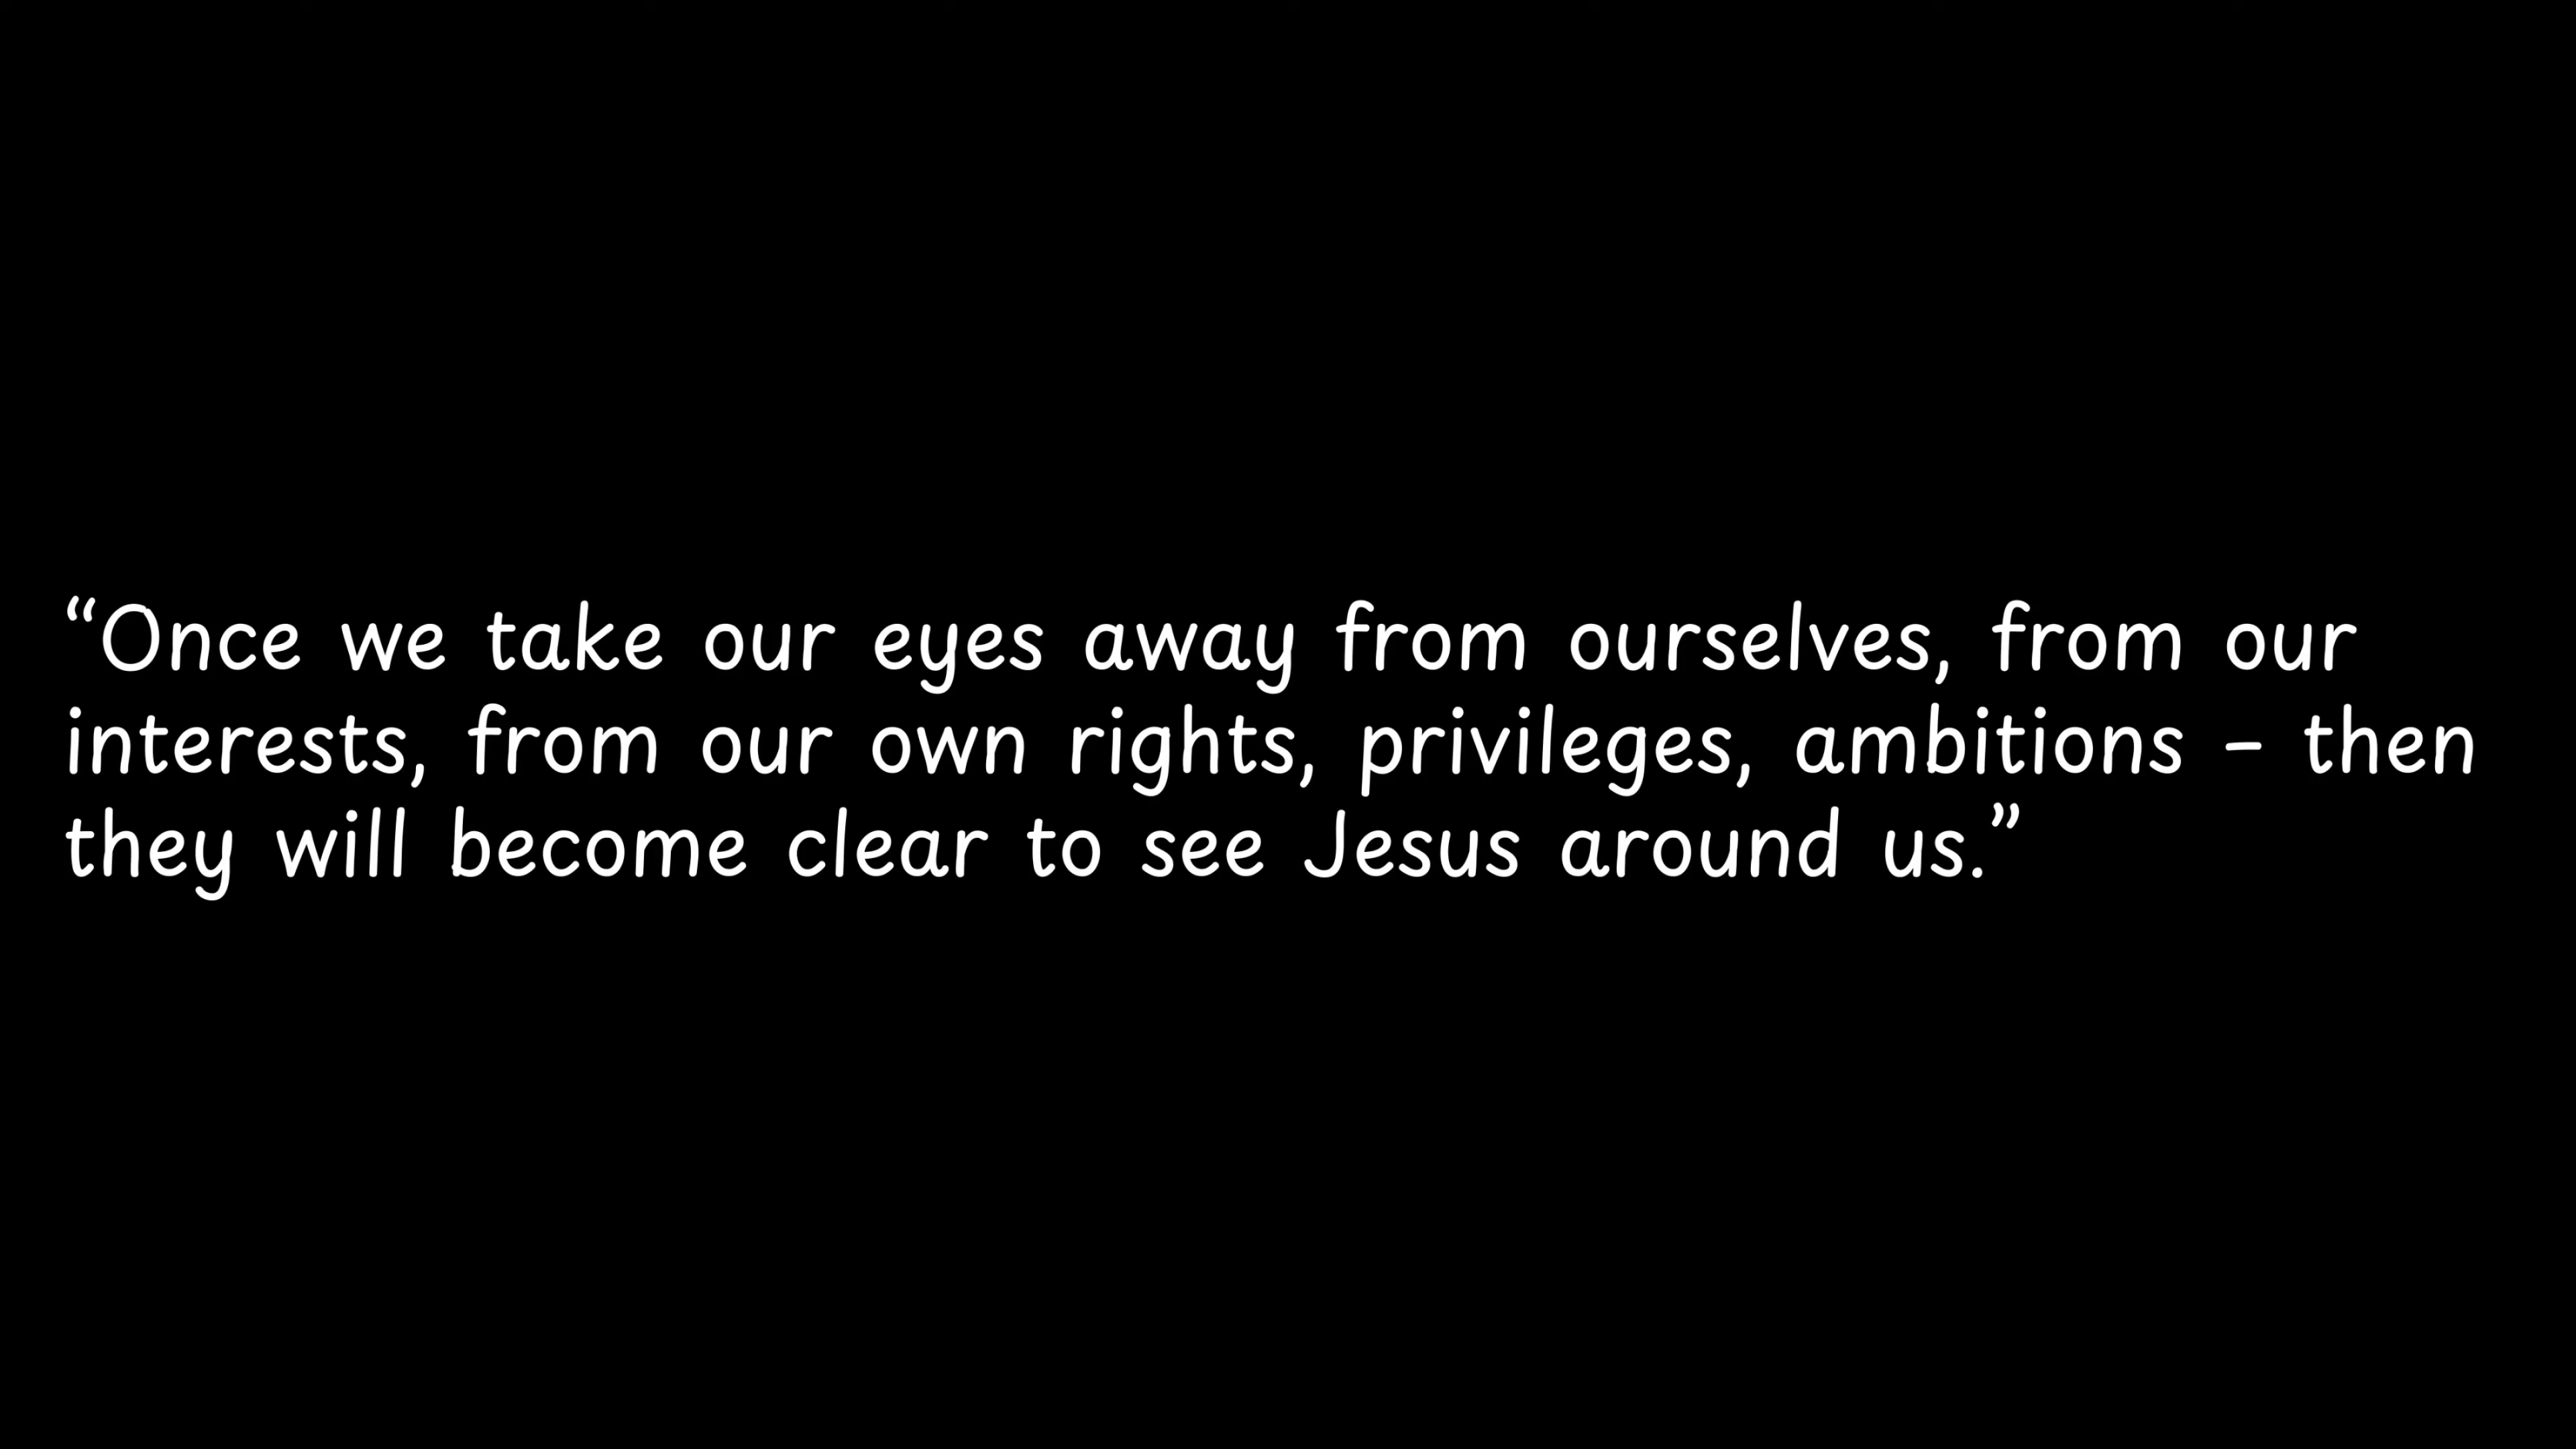 “Once we take our eyes away from ourselves, from our
interests, from our own rights, privileges, ambitions – then
they will become clear to see Jesus around us.”